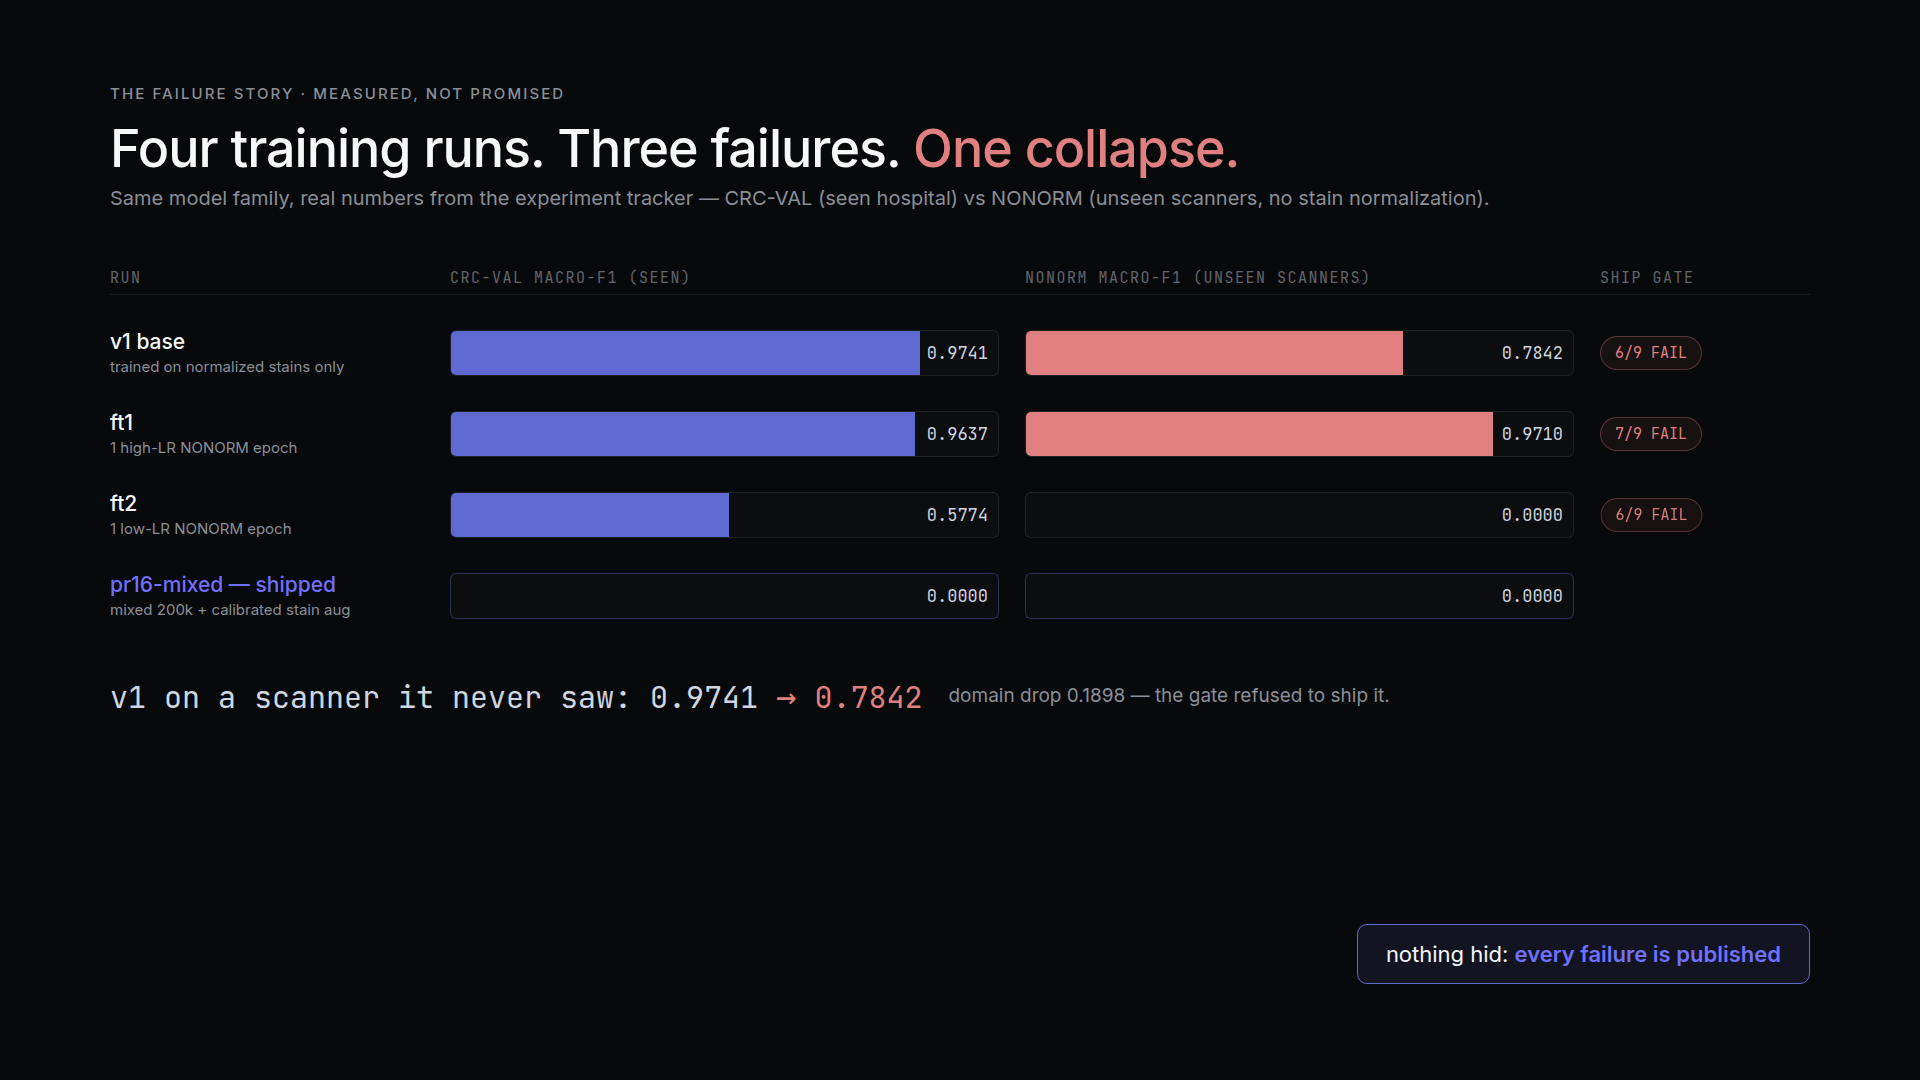 THE FAILURE STORY · MEASURED, NOT PROMISED
Four training runs. Three failures. One collapse.
Same model family, real numbers from the experiment tracker — CRC-VAL (seen hospital) vs NONORM (unseen scanners, no stain normalization).
RUN CRC-VAL MACRO-F1 (SEEN) NONORM MACRO-F1 (UNSEEN SCANNERS) SHIP GATE
v1 base 0.9741 0.7842 6/9 FAIL
trained on normalized stains only
ft1 0.9637 0.9710 7/9 FAIL
1 high-LR NONORM epoch
ft2 0.5774 0.0000 6/9 FAIL
1 low-LR NONORM epoch
pr16-mixed — shipped 0.0000 0.0000
mixed 200k + calibrated stain aug
v1 on a scanner it never saw: 0.9741 → 0.7842 domain drop 0.1898 — the gate refused to ship it.
nothing hid: every failure is published